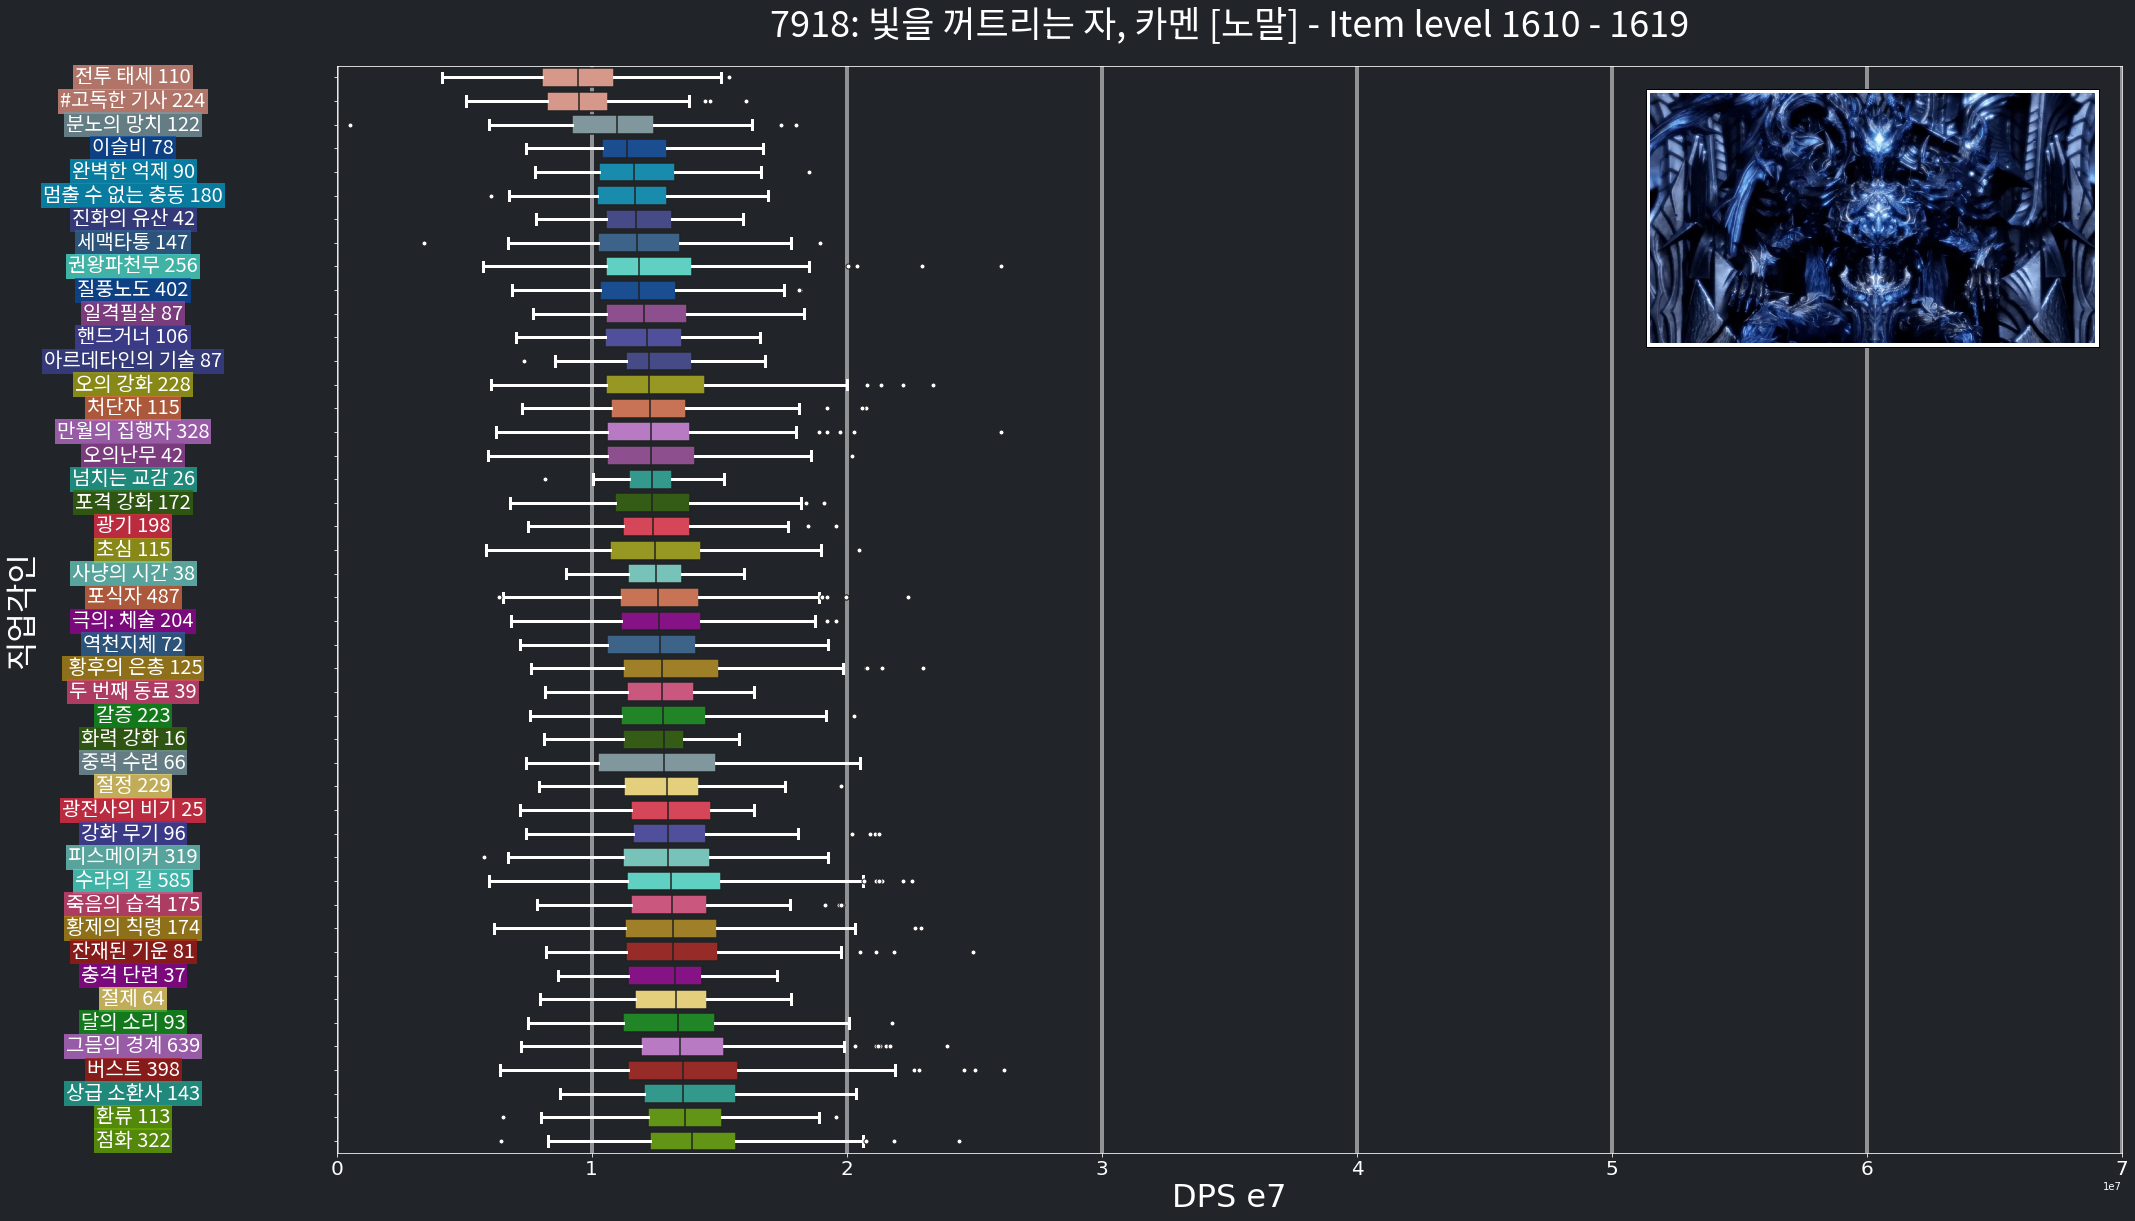 7918: 빛을 꺼트리는 자, 카멘 [노말] - Item level 1610 - 1619
직업각인
전투 태세 110
#고독한 기사 224
분노의 망치 122
이슬비 78
완벽한 억제 90
멈출 수 없는 충동 180
진화의 유산 42
세맥타통 147
권왕파천무 256
질풍노도 402
일격필살 87
핸드거너 106
아르데타인의 기술 87
오의 강화 228
처단자 115
만월의 집행자 328
오의난무 42
넘치는 교감 26
포격 강화 172
광기 198
초심 115
사냥의 시간 38
포식자 487
극의: 체술 204
역천지체 72
황후의 은총 125
두 번째 동료 39
갈증 223
화력 강화 16
중력 수련 66
절정 229
광전사의 비기 25
강화 무기 96
피스메이커 319
수라의 길 585
죽음의 습격 175
황제의 칙령 174
잔재된 기운 81
충격 단련 37
절제 64
달의 소리 93
그믐의 경계 639
버스트 398
상급 소환사 143
환류 113
점화 322
0 1 2 3 4 5 6 7
1e7
DPS e7